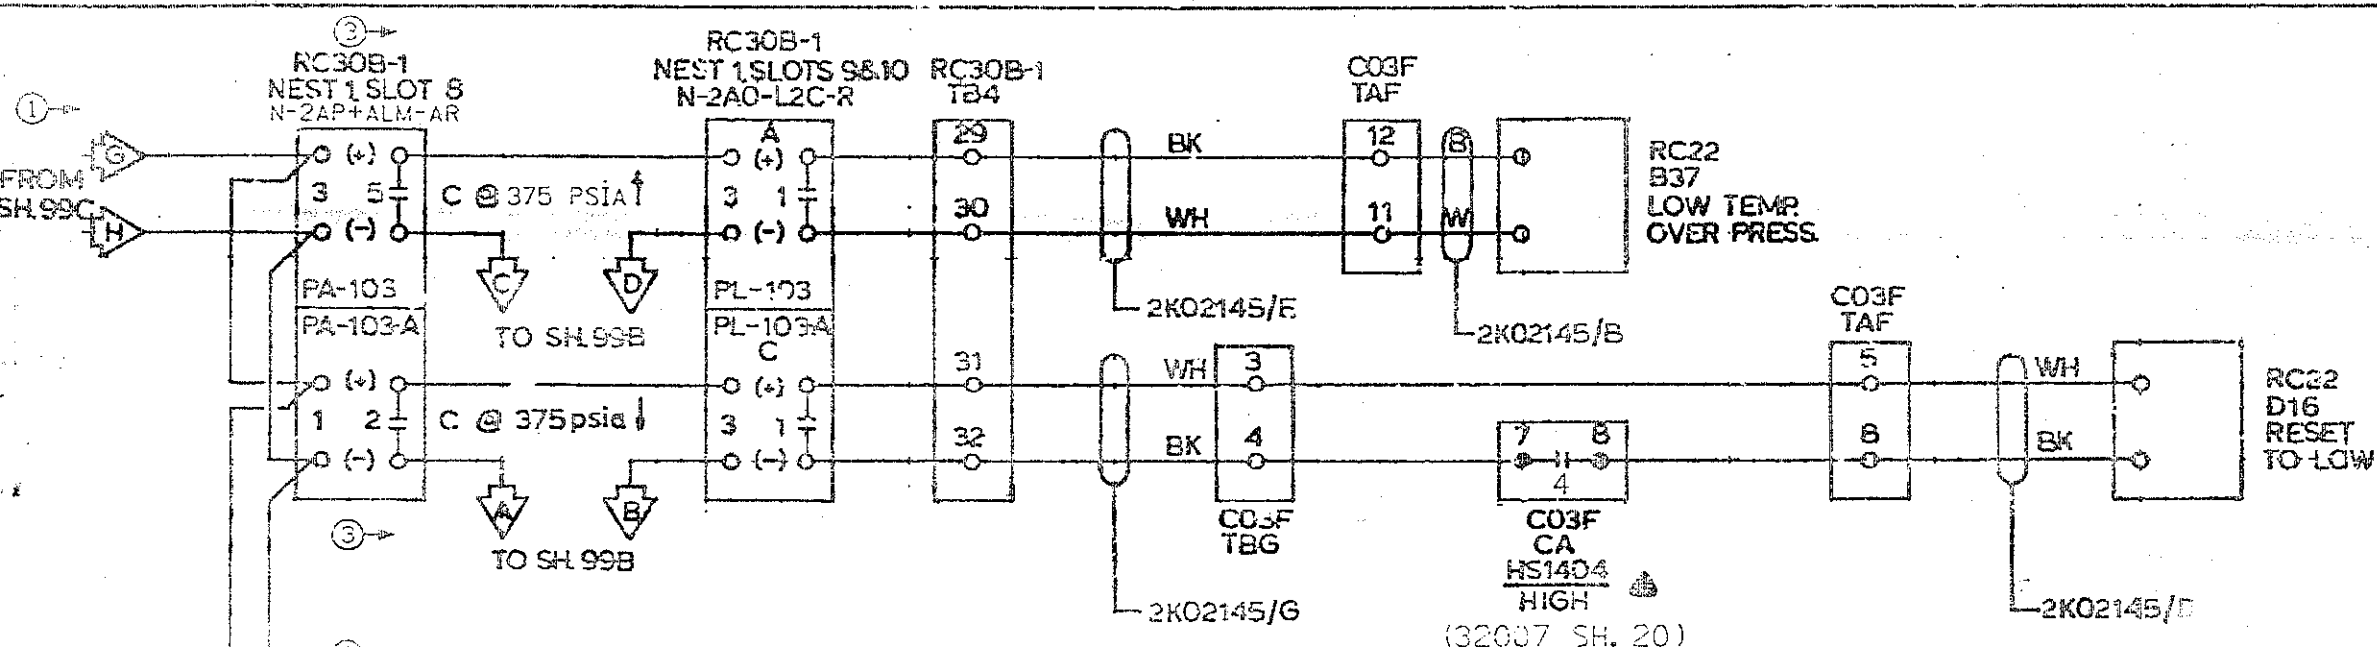 3
RC30B-1
NEST 1, SLOT 8
N-2AP+ALM-AR
RC30B-1
NEST 1, SLOTS 9&10
N-2AO-L2C-R
RC30B-1
TB4
C03F
TAF
1
G
FROM
SH.99C
H
(+)
3 5
(-)
PA-103
C @ 375 PSIA
C
D
TO SH.99B
A
(+)
3 1
(-)
PL-103
29
30
BK
WH
2K02145/E
12
11
B
W
2K02145/B
RC22
B37
LOW TEMP.
OVER PRESS.
PA-103-A
(+)
1 2
(-)
C @ 375 psia
A
B
TO SH. 99B
3
PL-103-A
C
(+)
3 1
(-)
31
32
WH
BK
2K02145/G
3
4
C03F
TBG
7 8
4
C03F
CA
HS1404
HIGH
(32007 SH. 20)
C03F
TAF
5
WH
BK
RC22
D16
RESET
TO LOW